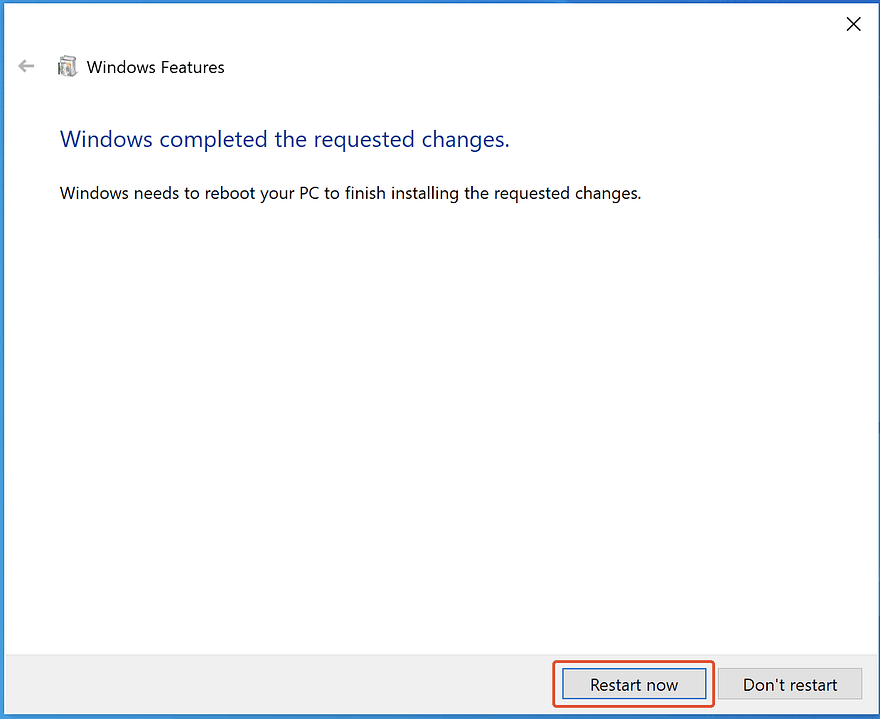 Windows Features
Windows completed the requested changes.
Windows needs to reboot your PC to finish installing the requested changes.
Restart now
Don't restart